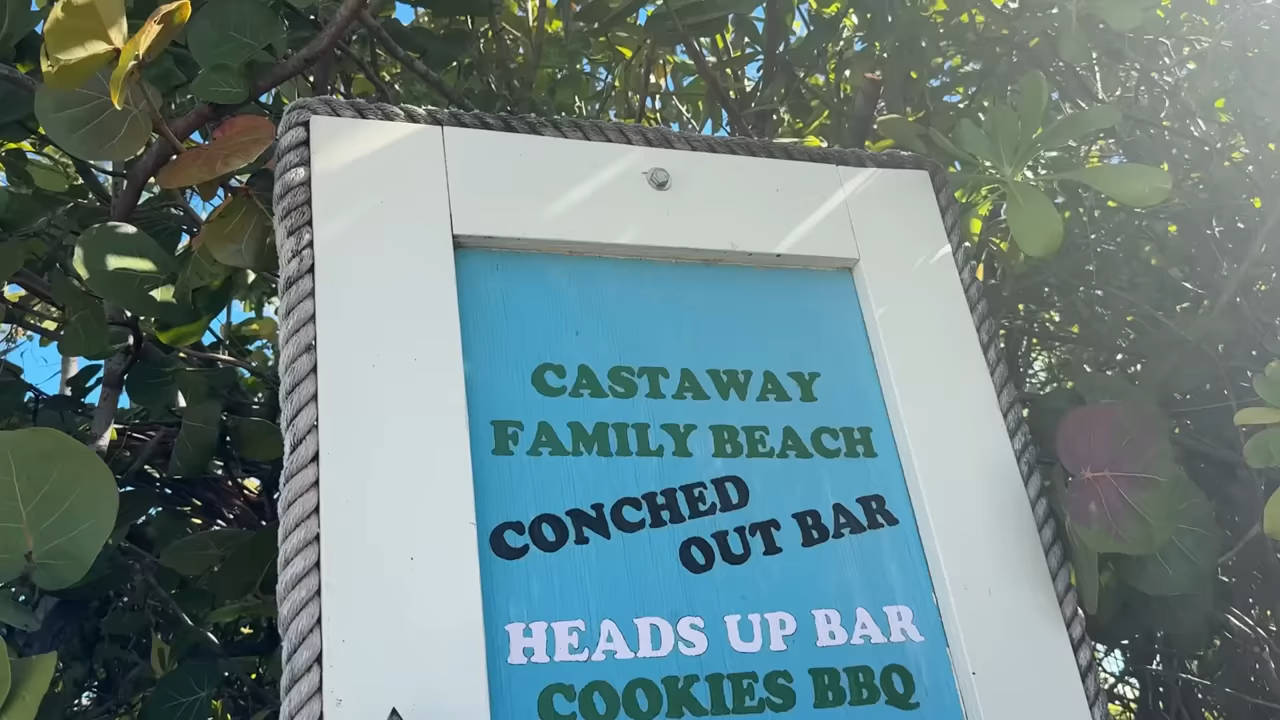 CASTAWAY
FAMILY BEACH
CONCHED
OUT BAR
HEADS UP BAR
COOKIES BBQ